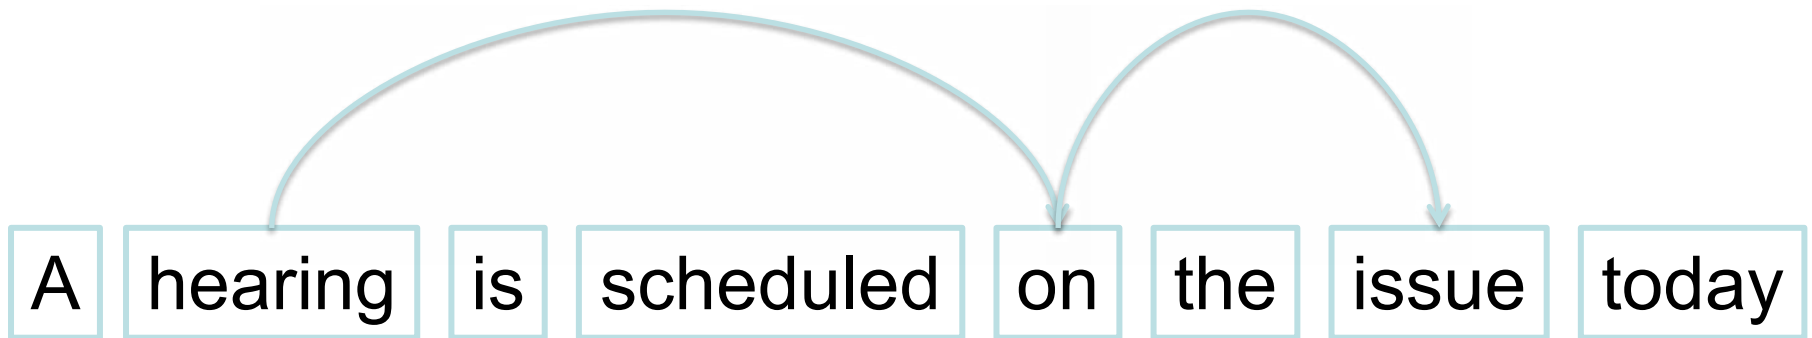 A hearing is scheduled on the issue today